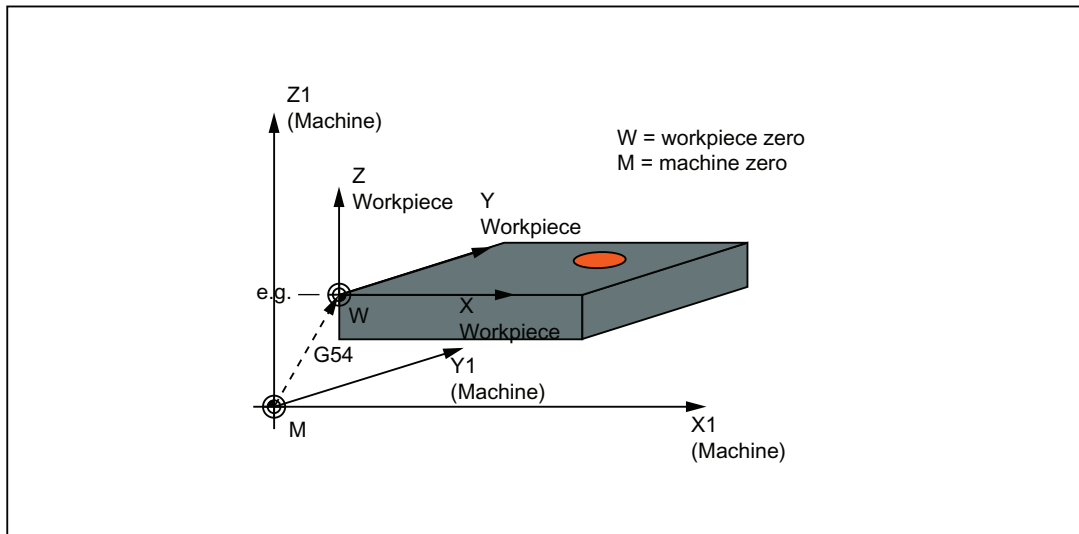 Z1
(Machine)
W = workpiece zero
M = machine zero
Z
Workpiece
Y
Workpiece
e.g.
W
X
Workpiece
G54
Y1
(Machine)
M
X1
(Machine)